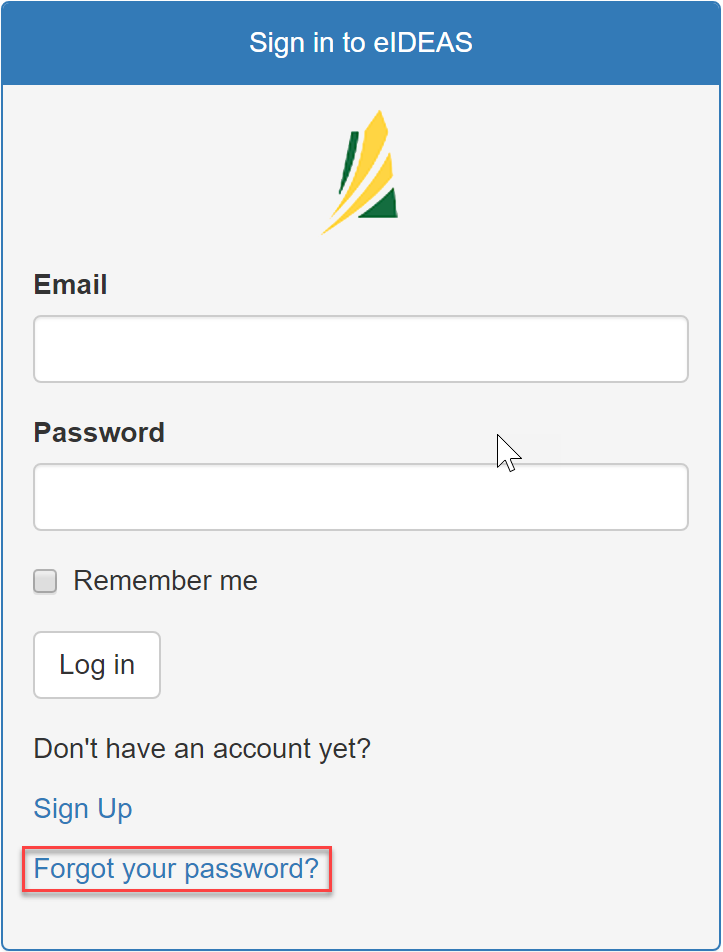 Sign in to eIDEAS
Email
Password
Remember me
Log in
Don't have an account yet?
Sign Up
Forgot your password?